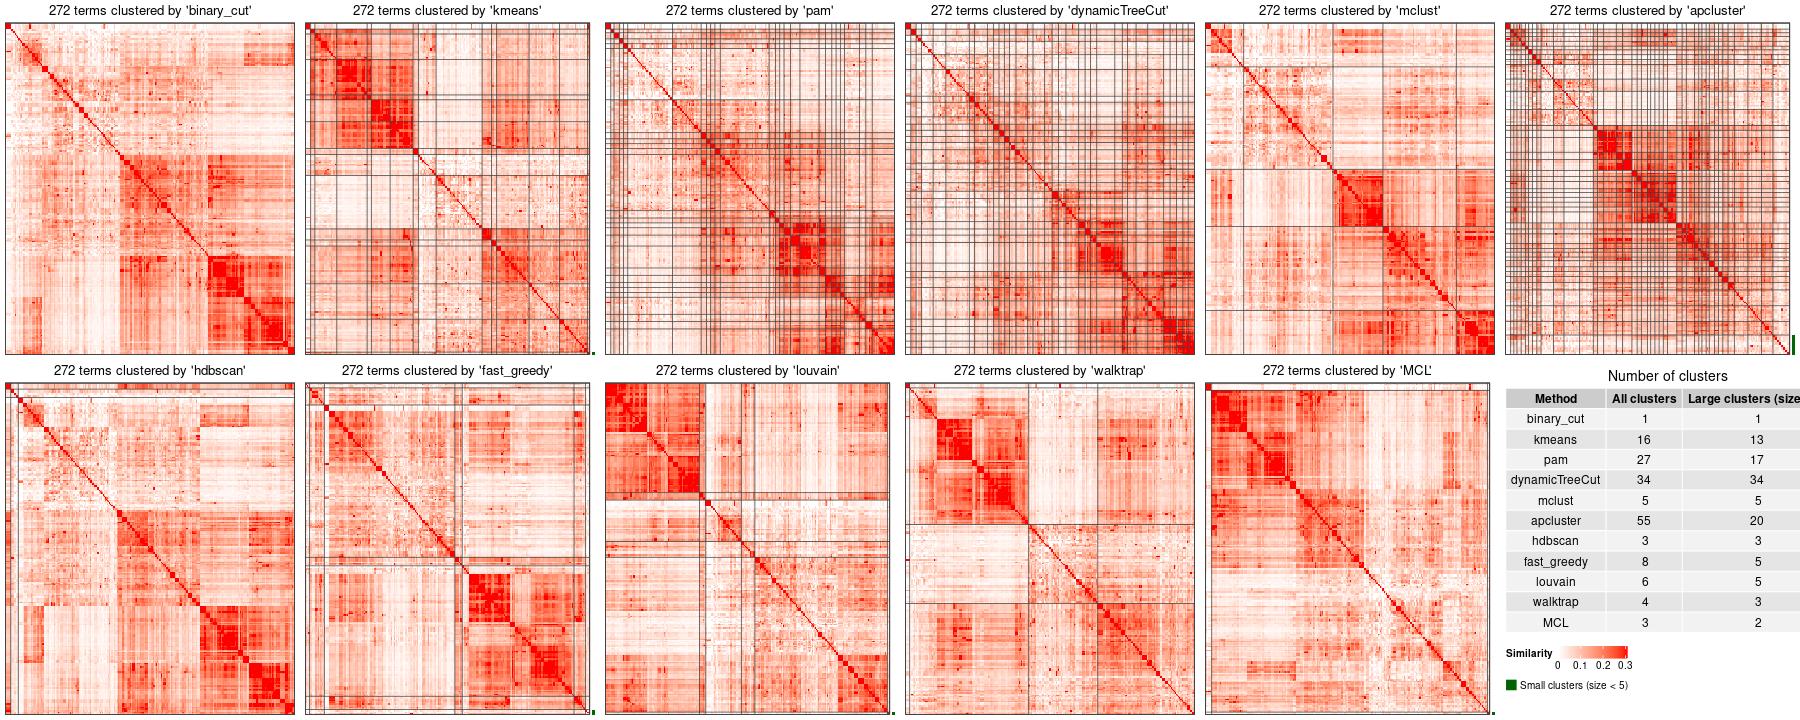 272 terms clustered by 'binary_cut'
272 terms clustered by 'kmeans'
272 terms clustered by 'pam'
272 terms clustered by 'dynamicTreeCut'
272 terms clustered by 'mclust'
272 terms clustered by 'apcluster'
272 terms clustered by 'hdbscan'
272 terms clustered by 'fast_greedy'
272 terms clustered by 'louvain'
272 terms clustered by 'walktrap'
272 terms clustered by 'MCL'
Number of clusters
Method All clusters Large clusters (size
binary_cut 1 1
kmeans 16 13
pam 27 17
dynamicTreeCut 34 34
mclust 5 5
apcluster 55 20
hdbscan 3 3
fast_greedy 8 5
louvain 6 5
walktrap 4 3
MCL 3 2
Similarity
0 0.1 0.2 0.3
Small clusters (size < 5)